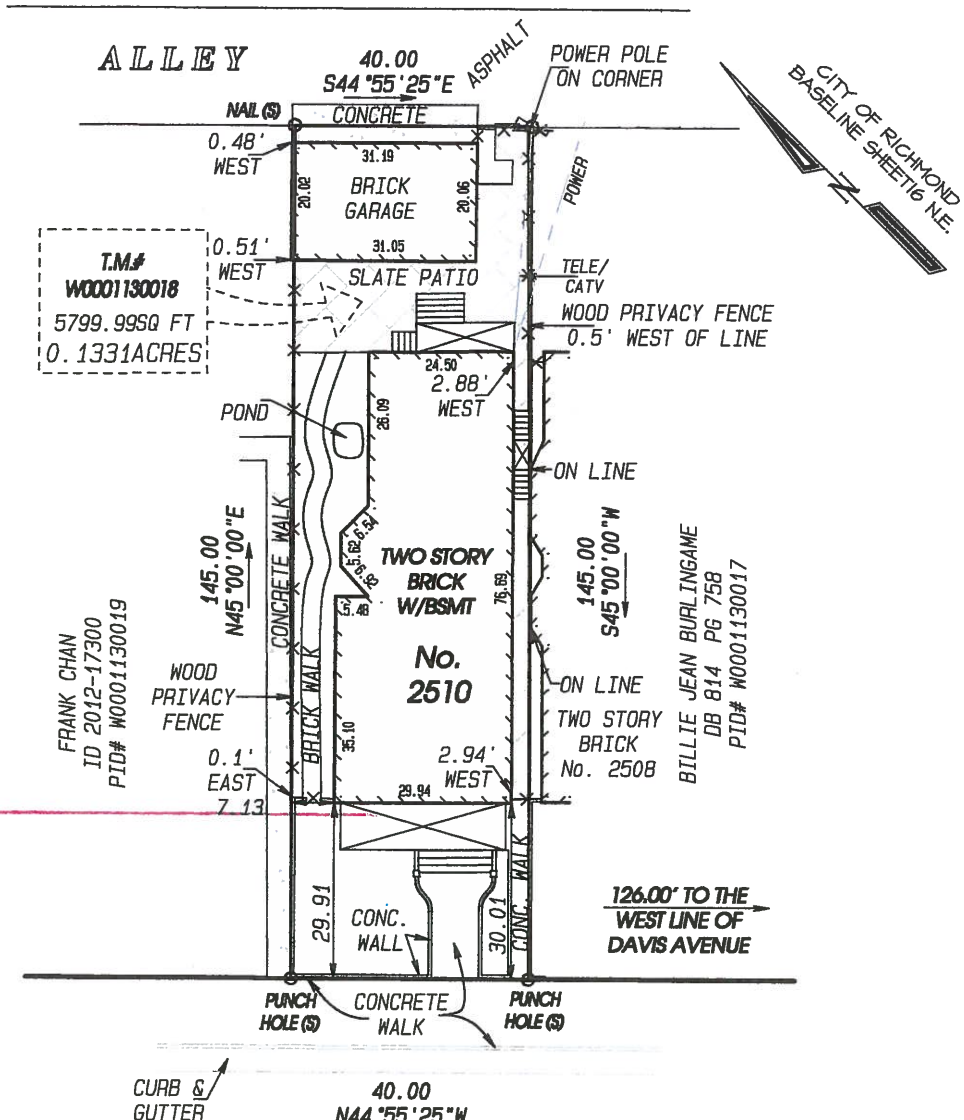 ALLEY
40.00
S44°55'25"E
ASPHALT
POWER POLE
ON CORNER
CITY OF RICHMOND
BASELINE SHEET16 N.E.
N
NAIL (S)
CONCRETE
0.48'
WEST
31.19
20.02
BRICK
GARAGE
20.06
31.05
POWER
0.51'
WEST
SLATE PATIO
TELE/
CATV
T.M.#
W0001130018
5799.99SQ FT
0.1331ACRES
WOOD PRIVACY FENCE
0.5' WEST OF LINE
24.50
2.88'
WEST
26.09
POND
ON LINE
6.54
5.62
6.93
5.48
TWO STORY
BRICK
W/BSMT
No.
2510
76.69
145.00
N45°00'00"E
CONCRETE WALK
145.00
S45°00'00"W
BILLIE JEAN BURLINGAME
DB 814 PG 758
PID# W0001130017
FRANK CHAN
ID 2012-17300
PID# W0001130019
WOOD
PRIVACY
FENCE
BRICK WALK
35.10
ON LINE
TWO STORY
BRICK
No. 2508
0.1'
EAST
7.13
2.94'
WEST
29.94
29.91
CONC.
WALL
30.01
CONC. WALK
126.00' TO THE
WEST LINE OF
DAVIS AVENUE
PUNCH
HOLE (S)
CONCRETE
WALK
PUNCH
HOLE (S)
CURB &
GUTTER
40.00
N44°55'25"W